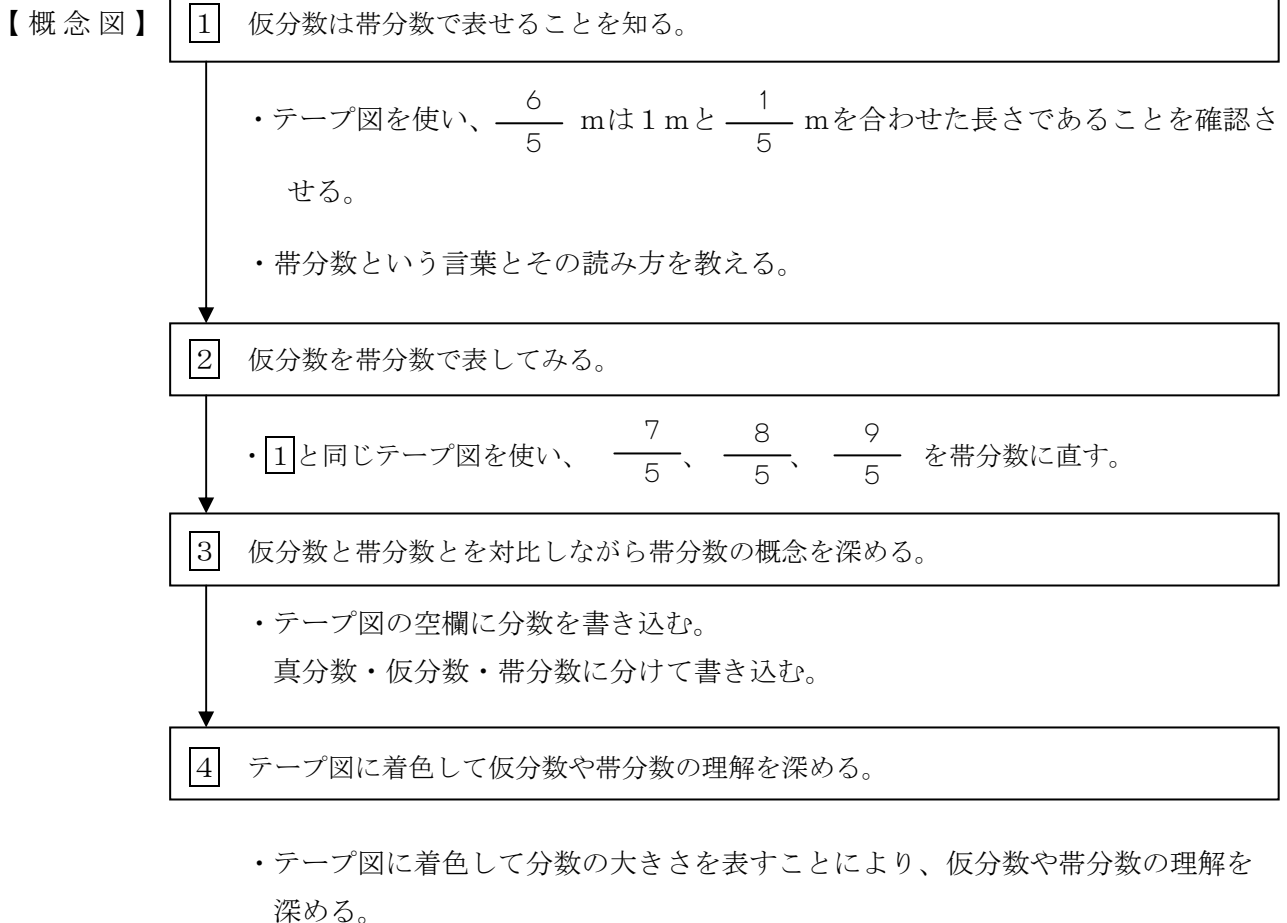 【概念図】 1 仮分数は帯分数で表せることを知る。
・テープ図を使い、6/5 mは1mと1/5 mを合わせた長さであることを確認さ
せる。
・帯分数という言葉とその読み方を教える。
2 仮分数を帯分数で表してみる。
・1と同じテープ図を使い、 7/5、 8/5、 9/5 を帯分数に直す。
3 仮分数と帯分数とを対比しながら帯分数の概念を深める。
・テープ図の空欄に分数を書き込む。
真分数・仮分数・帯分数に分けて書き込む。
4 テープ図に着色して仮分数や帯分数の理解を深める。
・テープ図に着色して分数の大きさを表すことにより、仮分数や帯分数の理解を
深める。